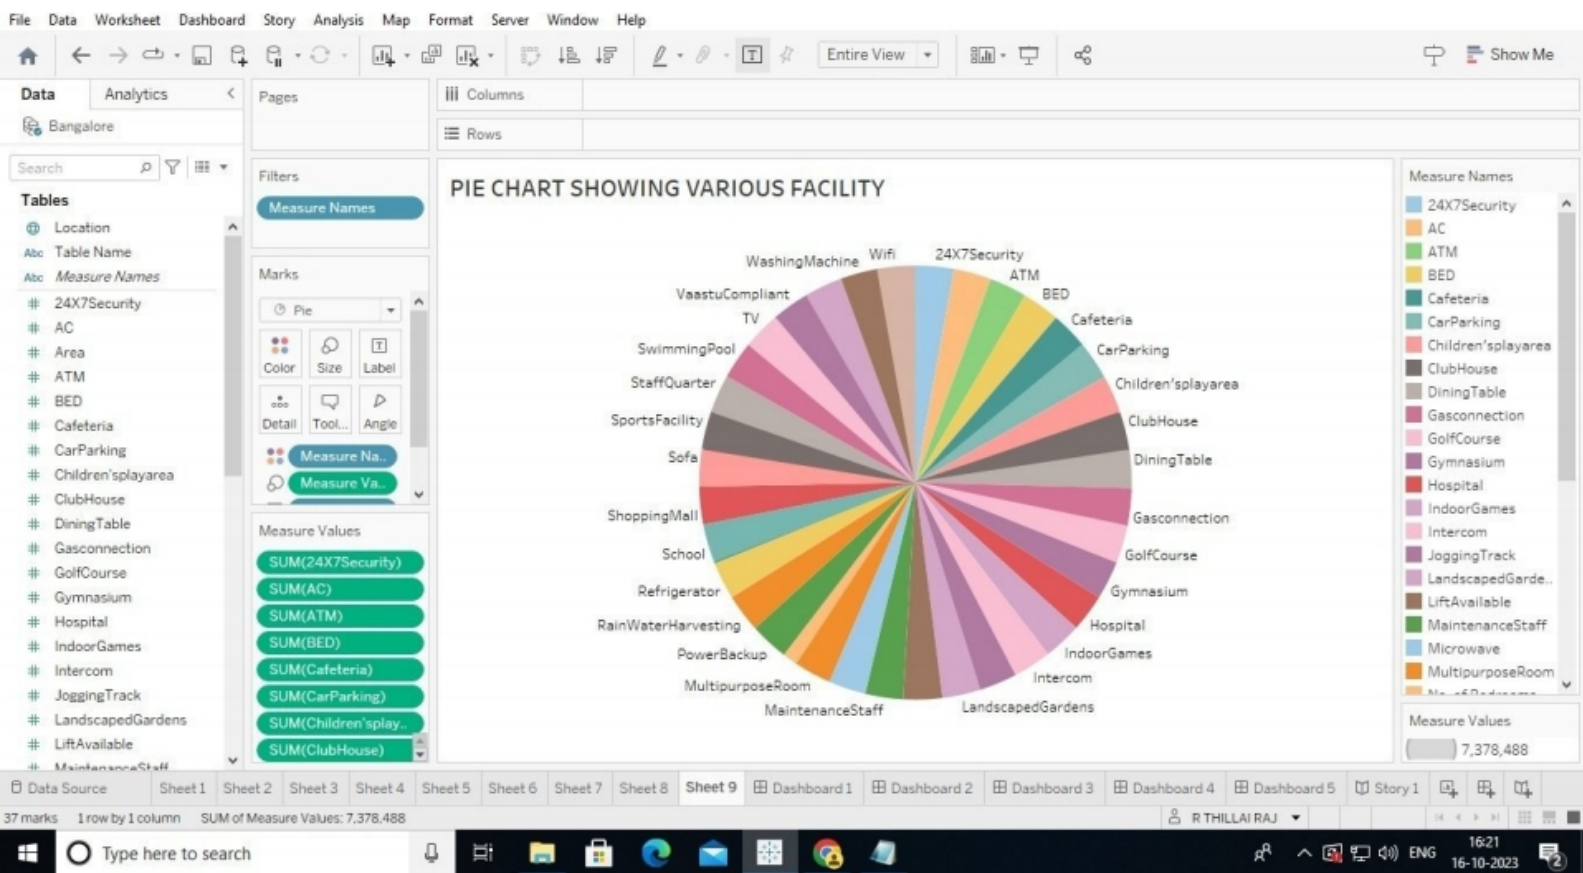 File Data Worksheet Dashboard Story Analysis Map Format Server Window Help
Entire View
Show Me
Data Analytics
Bangalore
Search
Tables
Location
Abc Table Name
Abc Measure Names
# 24X7Security
# AC
# Area
# ATM
# BED
# Cafeteria
# CarParking
# Children'splayarea
# ClubHouse
# DiningTable
# Gasconnection
# GolfCourse
# Gymnasium
# Hospital
# IndoorGames
# Intercom
# JoggingTrack
# LandscapedGardens
# LiftAvailable
# MaintenanceStaff
Pages
Filters
Measure Names
Marks
Pie
Color Size Label
Detail Tool... Angle
Measure Na..
Measure Va..
Measure Values
SUM(24X7Security)
SUM(AC)
SUM(ATM)
SUM(BED)
SUM(Cafeteria)
SUM(CarParking)
SUM(Children'splay..
SUM(ClubHouse)
Columns
Rows
PIE CHART SHOWING VARIOUS FACILITY
Wifi
24X7Security
ATM
BED
Cafeteria
CarParking
Children'splayarea
ClubHouse
DiningTable
Gasconnection
GolfCourse
Gymnasium
Hospital
IndoorGames
Intercom
LandscapedGardens
MaintenanceStaff
MultipurposeRoom
PowerBackup
RainWaterHarvesting
Refrigerator
School
ShoppingMall
Sofa
SportsFacility
StaffQuarter
SwimmingPool
TV
VaastuCompliant
WashingMachine
Measure Names
24X7Security
AC
ATM
BED
Cafeteria
CarParking
Children'splayarea
ClubHouse
DiningTable
Gasconnection
GolfCourse
Gymnasium
Hospital
IndoorGames
Intercom
JoggingTrack
LandscapedGarde..
LiftAvailable
MaintenanceStaff
Microwave
MultipurposeRoom
No. of Bedrooms
Measure Values
7,378,488
Data Source Sheet 1 Sheet 2 Sheet 3 Sheet 4 Sheet 5 Sheet 6 Sheet 7 Sheet 8 Sheet 9 Dashboard 1 Dashboard 2 Dashboard 3 Dashboard 4 Dashboard 5 Story 1
37 marks 1 row by 1 column SUM of Measure Values: 7,378,488
R THILLAI RAJ
Type here to search
ENG
16:21
16-10-2023
2